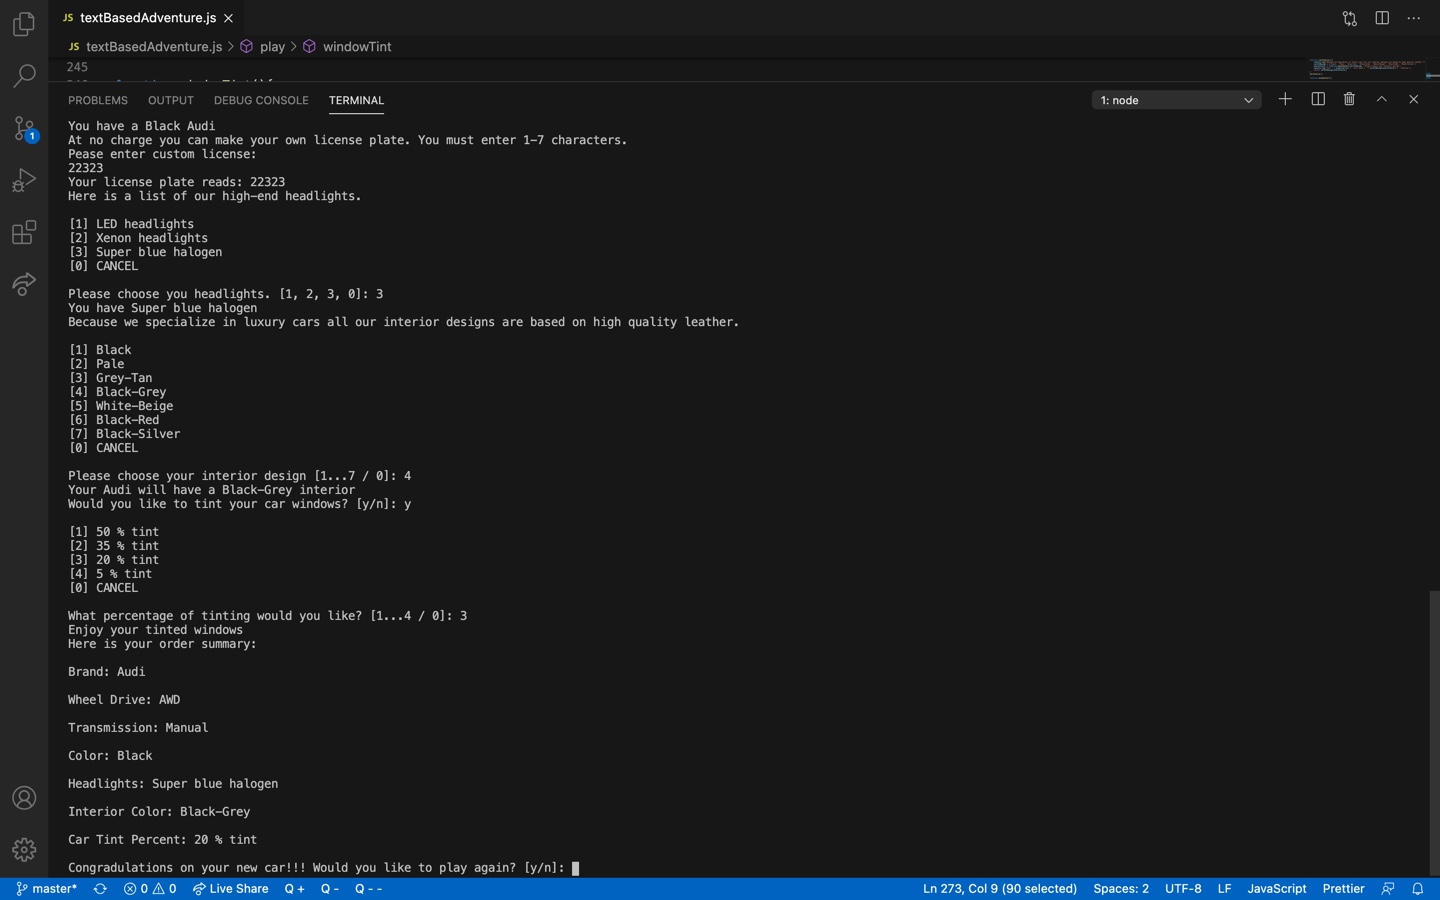 JS textBasedAdventure.js ×
JS textBasedAdventure.js > play > windowTint
245
PROBLEMS OUTPUT DEBUG CONSOLE TERMINAL 1: node
You have a Black Audi
At no charge you can make your own license plate. You must enter 1-7 characters.
Pease enter custom license:
22323
Your license plate reads: 22323
Here is a list of our high-end headlights.
[1] LED headlights
[2] Xenon headlights
[3] Super blue halogen
[0] CANCEL
Please choose you headlights. [1, 2, 3, 0]: 3
You have Super blue halogen
Because we specialize in luxury cars all our interior designs are based on high quality leather.
[1] Black
[2] Pale
[3] Grey-Tan
[4] Black-Grey
[5] White-Beige
[6] Black-Red
[7] Black-Silver
[0] CANCEL
Please choose your interior design [1...7 / 0]: 4
Your Audi will have a Black-Grey interior
Would you like to tint your car windows? [y/n]: y
[1] 50 % tint
[2] 35 % tint
[3] 20 % tint
[4] 5 % tint
[0] CANCEL
What percentage of tinting would you like? [1...4 / 0]: 3
Enjoy your tinted windows
Here is your order summary:
Brand: Audi
Wheel Drive: AWD
Transmission: Manual
Color: Black
Headlights: Super blue halogen
Interior Color: Black-Grey
Car Tint Percent: 20 % tint
Congradulations on your new car!!! Would you like to play again? [y/n]:
1
master* 0 0 Live Share Q + Q - Q - - Ln 273, Col 9 (90 selected) Spaces: 2 UTF-8 LF JavaScript Prettier